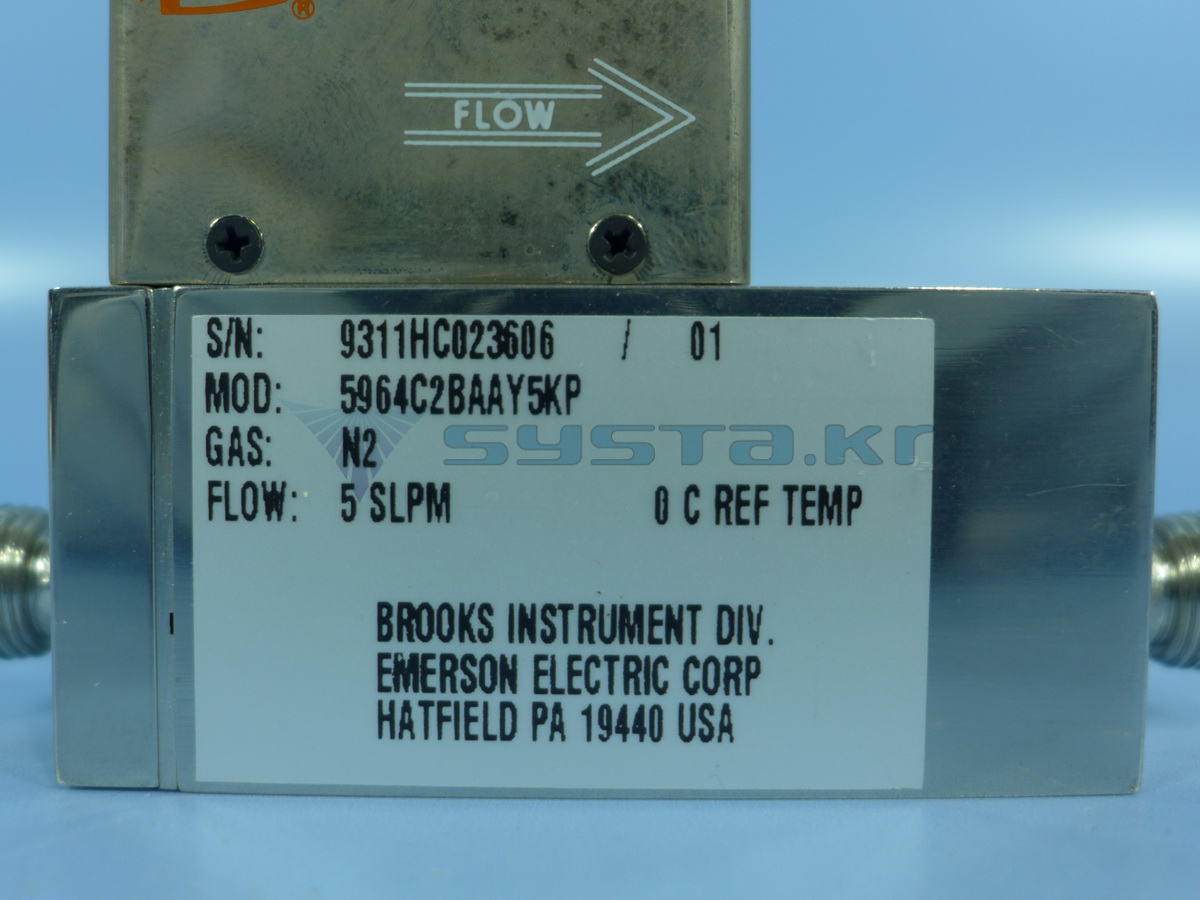 ®
FLOW
S/N: 9311HC023606 / 01
MOD: 5964C2BAAY5KP
GAS: N2
systa.kr
FLOW: 5 SLPM 0 C REF TEMP
BROOKS INSTRUMENT DIV.
EMERSON ELECTRIC CORP
HATFIELD PA 19440 USA